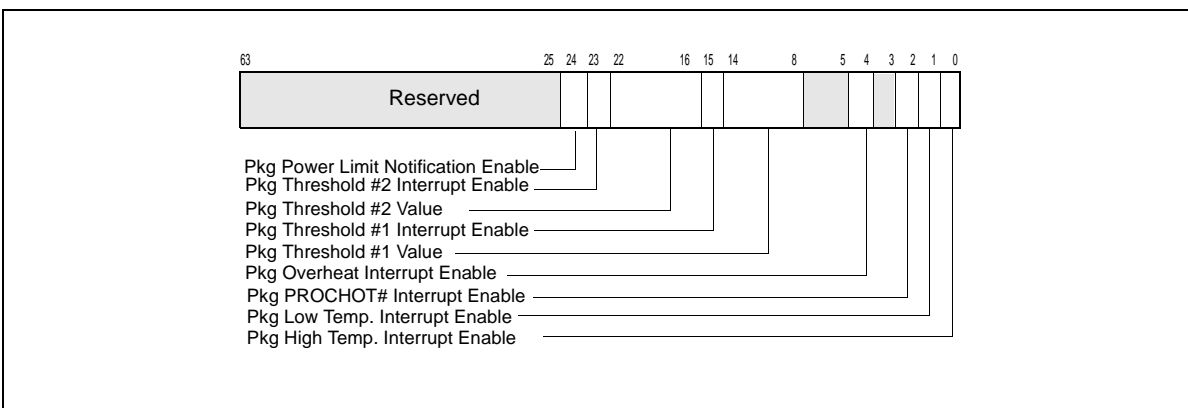 63 25 24 23 22 16 15 14 8 5 4 3 2 1 0
Reserved
Pkg Power Limit Notification Enable
Pkg Threshold #2 Interrupt Enable
Pkg Threshold #2 Value
Pkg Threshold #1 Interrupt Enable
Pkg Threshold #1 Value
Pkg Overheat Interrupt Enable
Pkg PROCHOT# Interrupt Enable
Pkg Low Temp. Interrupt Enable
Pkg High Temp. Interrupt Enable